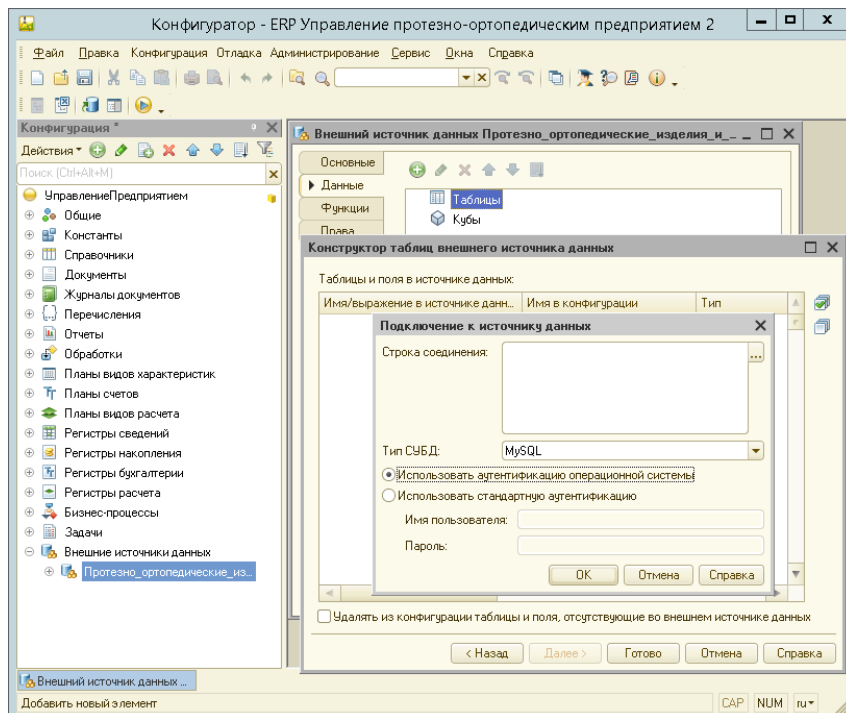 Конфигуратор - ERP Управление протезно-ортопедическим предприятием 2
Файл Правка Конфигурация Отладка Администрирование Сервис Окна Справка
Конфигурация *
Действия
Поиск (Ctrl+Alt+M)
УправлениеПредприятием
Общие
Константы
Справочники
Документы
Журналы документов
Перечисления
Отчеты
Обработки
Планы видов характеристик
Планы счетов
Планы видов расчета
Регистры сведений
Регистры накопления
Регистры бухгалтерии
Регистры расчета
Бизнес-процессы
Задачи
Внешние источники данных
Протезно_ортопедические_из...
Внешний источник данных Протезно_ортопедические_изделия_и_...
Основные
Данные
Функции
Права
Таблицы
Кубы
Конструктор таблиц внешнего источника данных
Таблицы и поля в источнике данных:
Имя/выражение в источнике данн... Имя в конфигурации Тип
Подключение к источнику данных
Строка соединения:
...
Тип СУБД: MySQL
Использовать аутентификацию операционной системы
Использовать стандартную аутентификацию
Имя пользователя:
Пароль:
OK Отмена Справка
Удалять из конфигурации таблицы и поля, отсутствующие во внешнем источнике данных
< Назад Далее > Готово Отмена Справка
Внешний источник данных ...
Добавить новый элемент CAP NUM ru